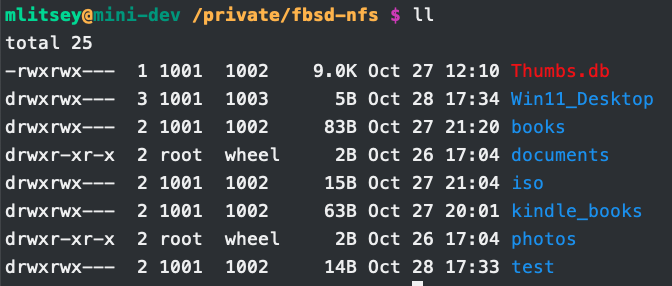 mlitsey@mini-dev /private/fbsd-nfs $ ll
total 25
-rwxrwx---  1 1001  1002   9.0K Oct 27 12:10 Thumbs.db
drwxrwx---  3 1001  1003     5B Oct 28 17:34 Win11_Desktop
drwxrwx---  2 1001  1002    83B Oct 27 21:20 books
drwxr-xr-x  2 root  wheel    2B Oct 26 17:04 documents
drwxrwx---  2 1001  1002    15B Oct 27 21:04 iso
drwxrwx---  2 1001  1002    63B Oct 27 20:01 kindle_books
drwxr-xr-x  2 root  wheel    2B Oct 26 17:04 photos
drwxrwx---  2 1001  1002    14B Oct 28 17:33 test